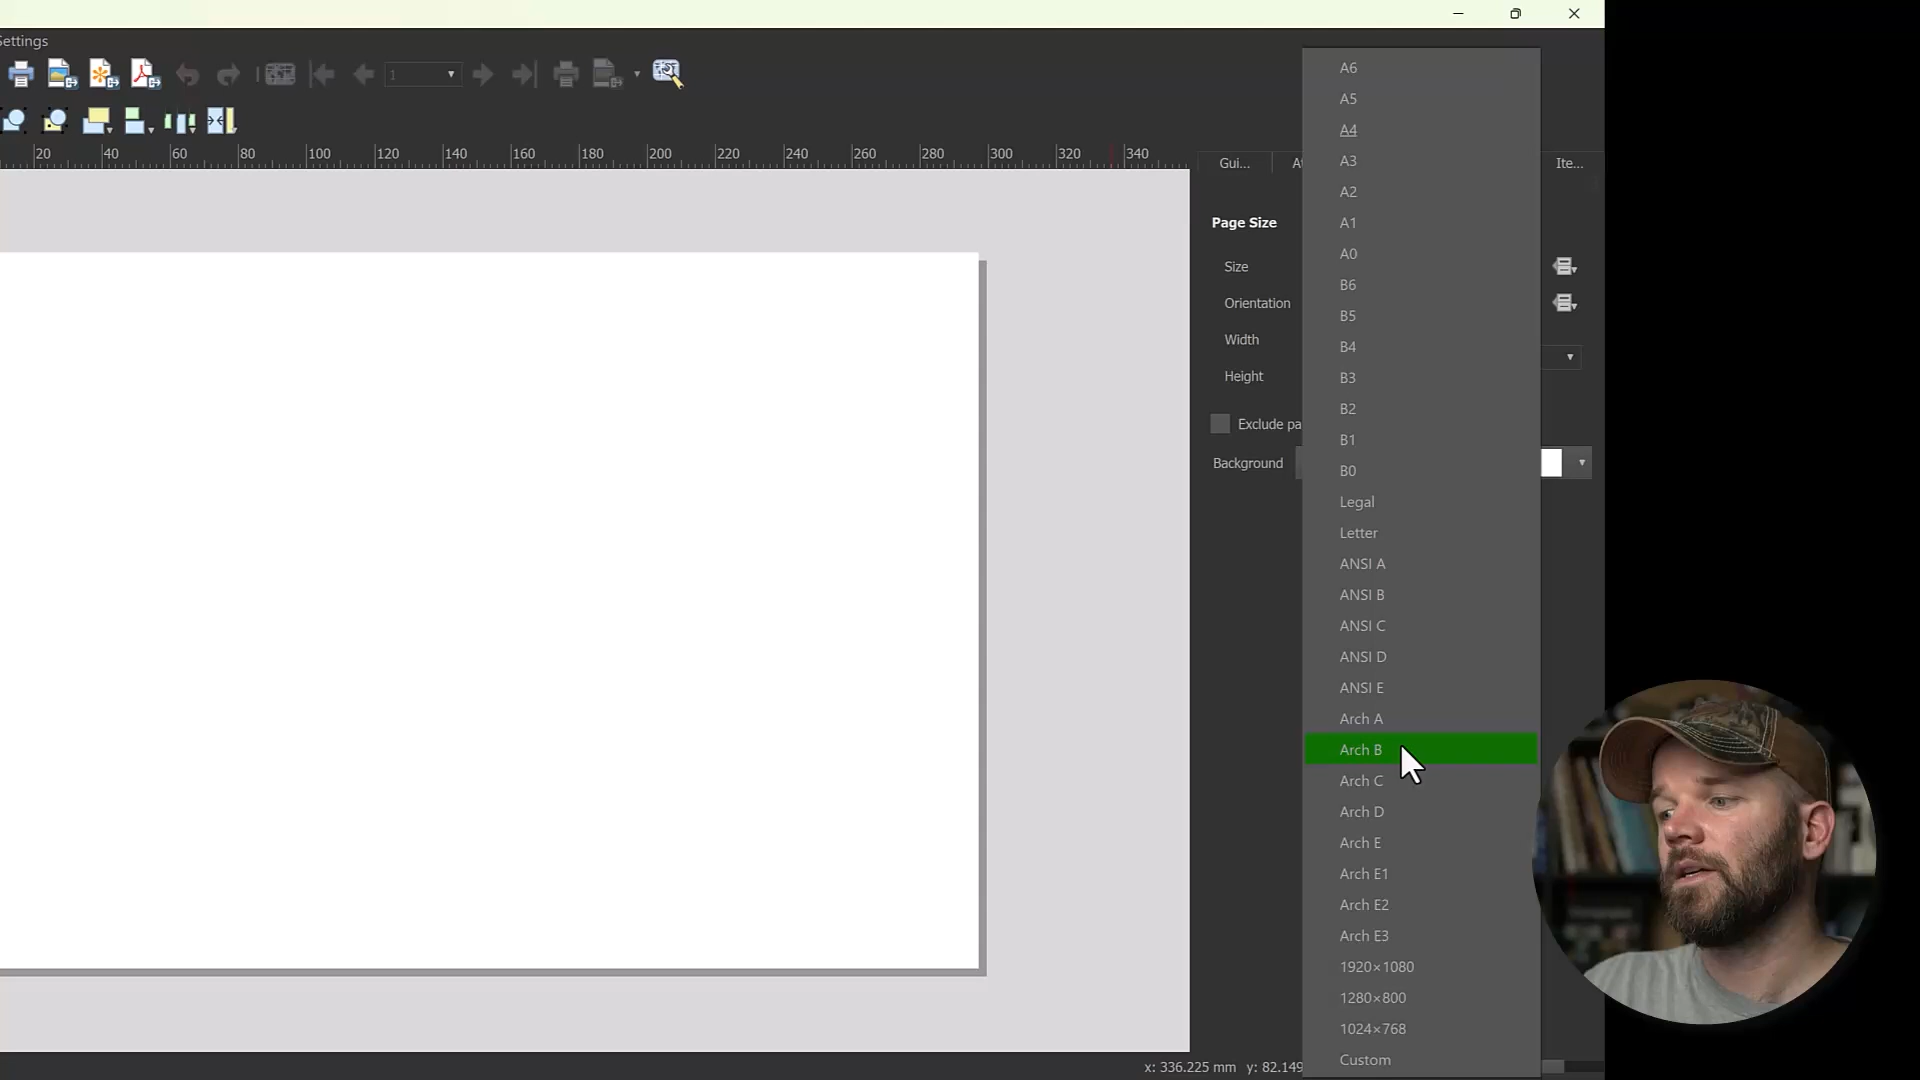 Settings
1
20 40 60 80 100 120 140 160 180 200 220 240 260 280 300 320 340
Gui...
Ite...
Page Size
Size
Orientation
Width
Height
Exclude pa
Background
A6
A5
A4
A3
A2
A1
A0
B6
B5
B4
B3
B2
B1
B0
Legal
Letter
ANSI A
ANSI B
ANSI C
ANSI D
ANSI E
Arch A
Arch B
Arch C
Arch D
Arch E
Arch E1
Arch E2
Arch E3
1920×1080
1280×800
1024×768
Custom
x: 336.225 mm y: 82.149